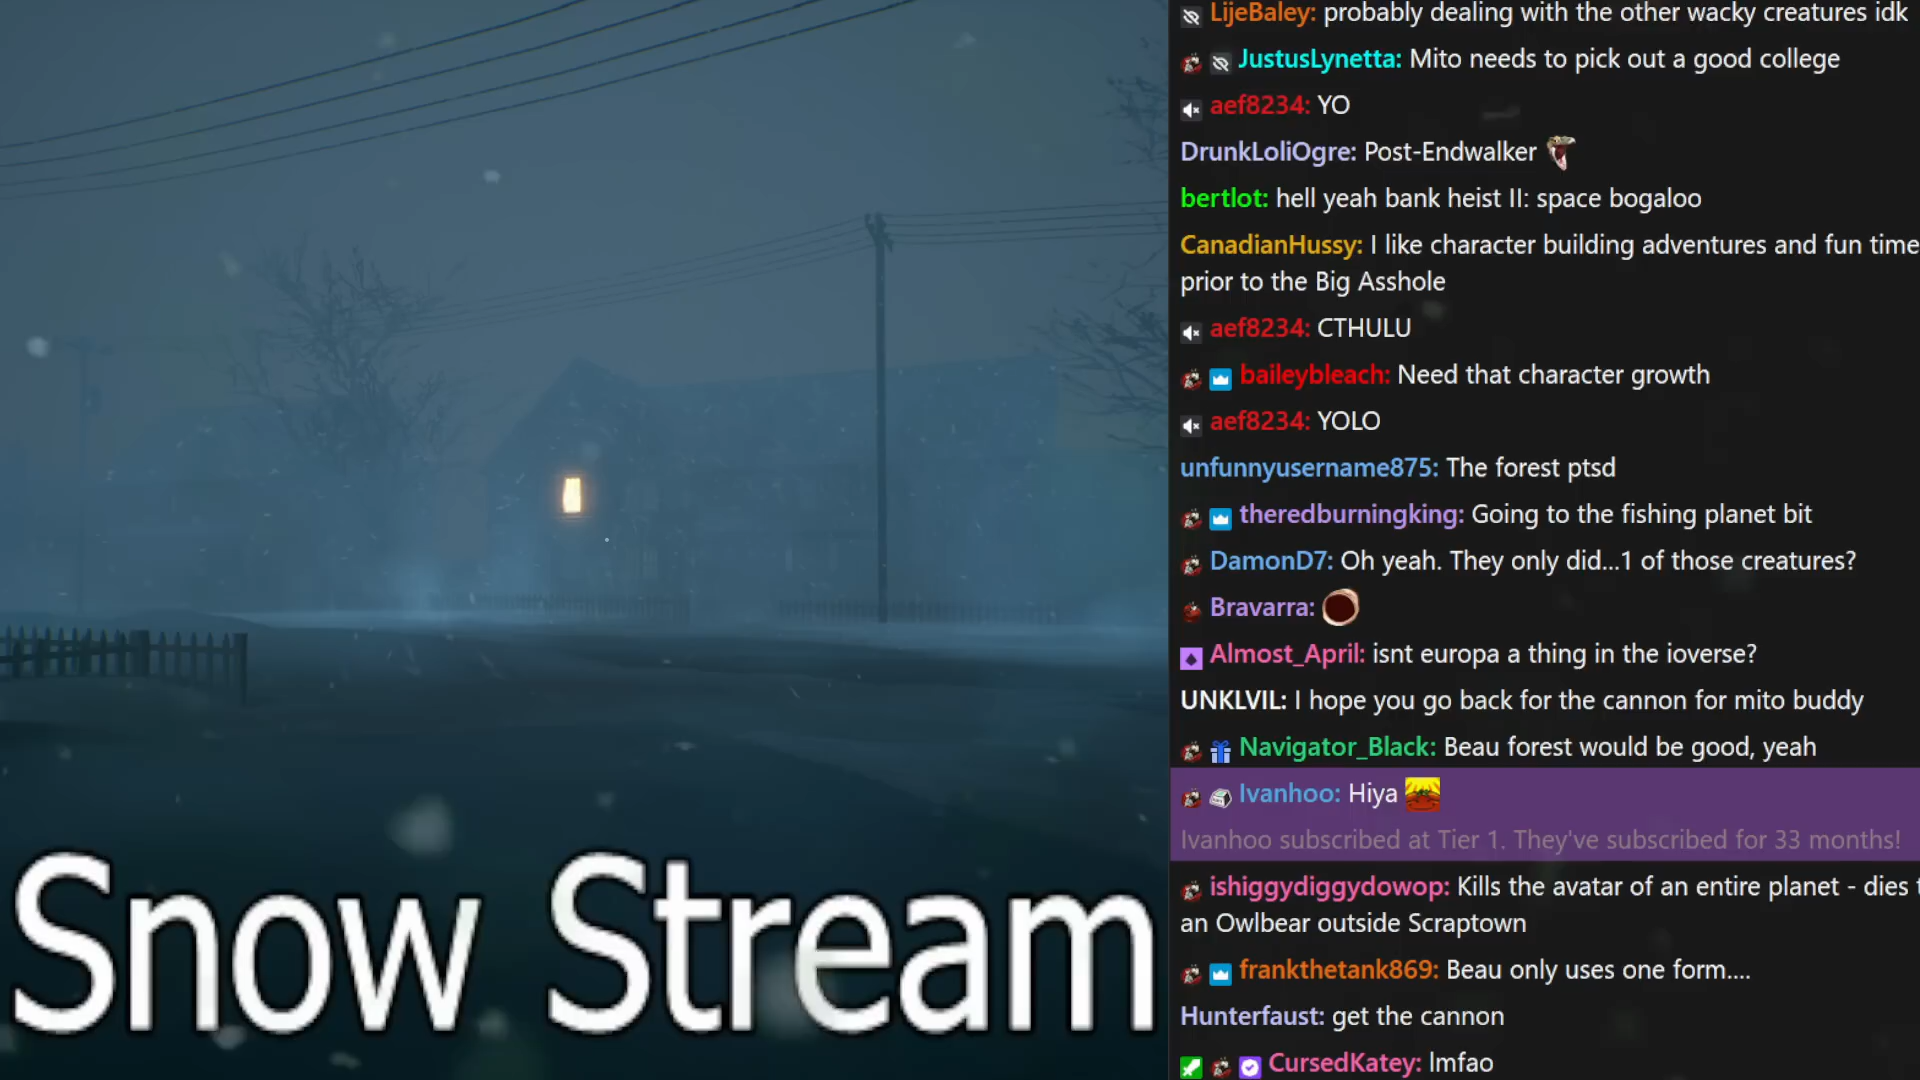 LijeBaley: probably dealing with the other wacky creatures idk
JustusLynetta: Mito needs to pick out a good college
aef8234: YO
DrunkLoliOgre: Post-Endwalker
bertlot: hell yeah bank heist II: space bogaloo
CanadianHussy: I like character building adventures and fun time
prior to the Big Asshole
aef8234: CTHULU
baileybleach: Need that character growth
aef8234: YOLO
unfunnyusername875: The forest ptsd
theredburningking: Going to the fishing planet bit
DamonD7: Oh yeah. They only did...1 of those creatures?
Bravarra:
Almost_April: isnt europa a thing in the ioverse?
UNKLVIL: I hope you go back for the cannon for mito buddy
Navigator_Black: Beau forest would be good, yeah
Ivanhoo: Hiya
Ivanhoo subscribed at Tier 1. They've subscribed for 33 months!
ishiggydiggydowop: Kills the avatar of an entire planet - dies
an Owlbear outside Scraptown
frankthetank869: Beau only uses one form....
Hunterfaust: get the cannon
CursedKatey: lmfao
Snow Stream